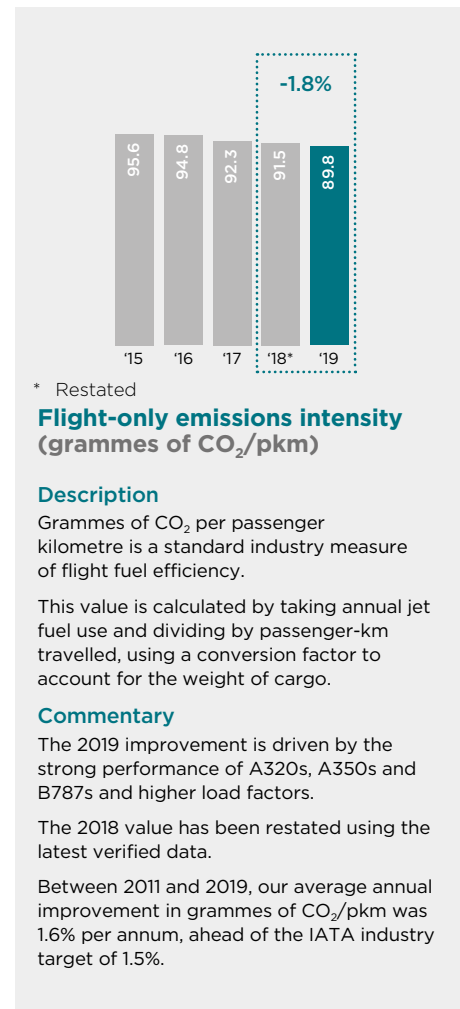 -1.8%
95.6
94.8
92.3
91.5
89.8
‘15
‘16
‘17
‘18*
‘19
* Restated
Flight-only emissions intensity
(grammes of CO₂/pkm)
Description
Grammes of CO₂ per passenger
kilometre is a standard industry measure
of flight fuel efficiency.
This value is calculated by taking annual jet
fuel use and dividing by passenger-km
travelled, using a conversion factor to
account for the weight of cargo.
Commentary
The 2019 improvement is driven by the
strong performance of A320s, A350s and
B787s and higher load factors.
The 2018 value has been restated using the
latest verified data.
Between 2011 and 2019, our average annual
improvement in grammes of CO₂/pkm was
1.6% per annum, ahead of the IATA industry
target of 1.5%.